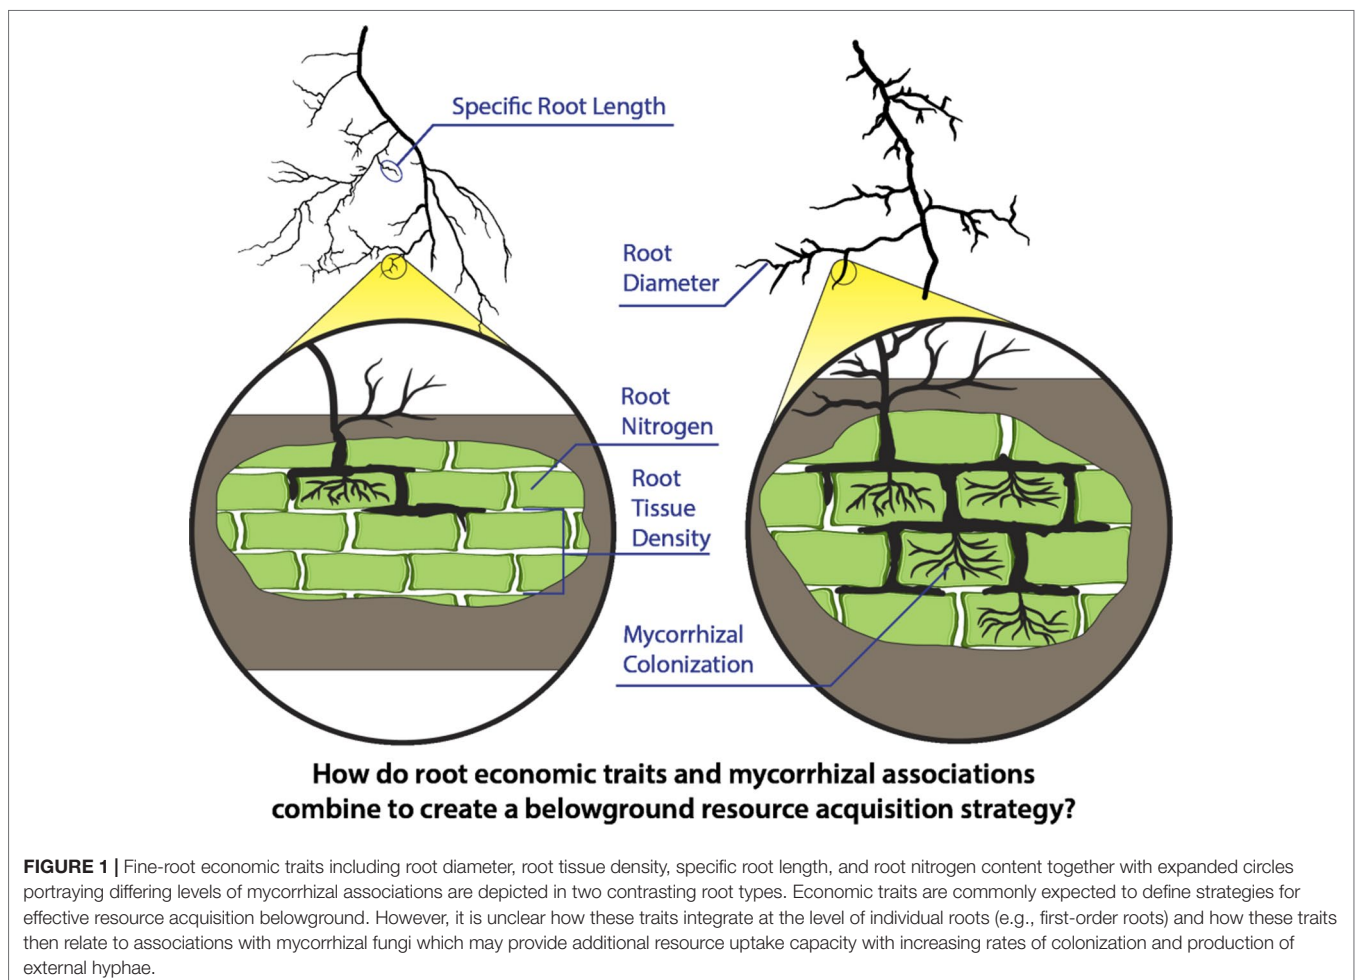 Specific Root Length
Root
Diameter
Root
Nitrogen
Root
Tissue
Density
Mycorrhizal
Colonization
How do root economic traits and mycorrhizal associations
combine to create a belowground resource acquisition strategy?
FIGURE 1 | Fine-root economic traits including root diameter, root tissue density, specific root length, and root nitrogen content together with expanded circles
portraying differing levels of mycorrhizal associations are depicted in two contrasting root types. Economic traits are commonly expected to define strategies for
effective resource acquisition belowground. However, it is unclear how these traits integrate at the level of individual roots (e.g., first-order roots) and how these traits
then relate to associations with mycorrhizal fungi which may provide additional resource uptake capacity with increasing rates of colonization and production of
external hyphae.